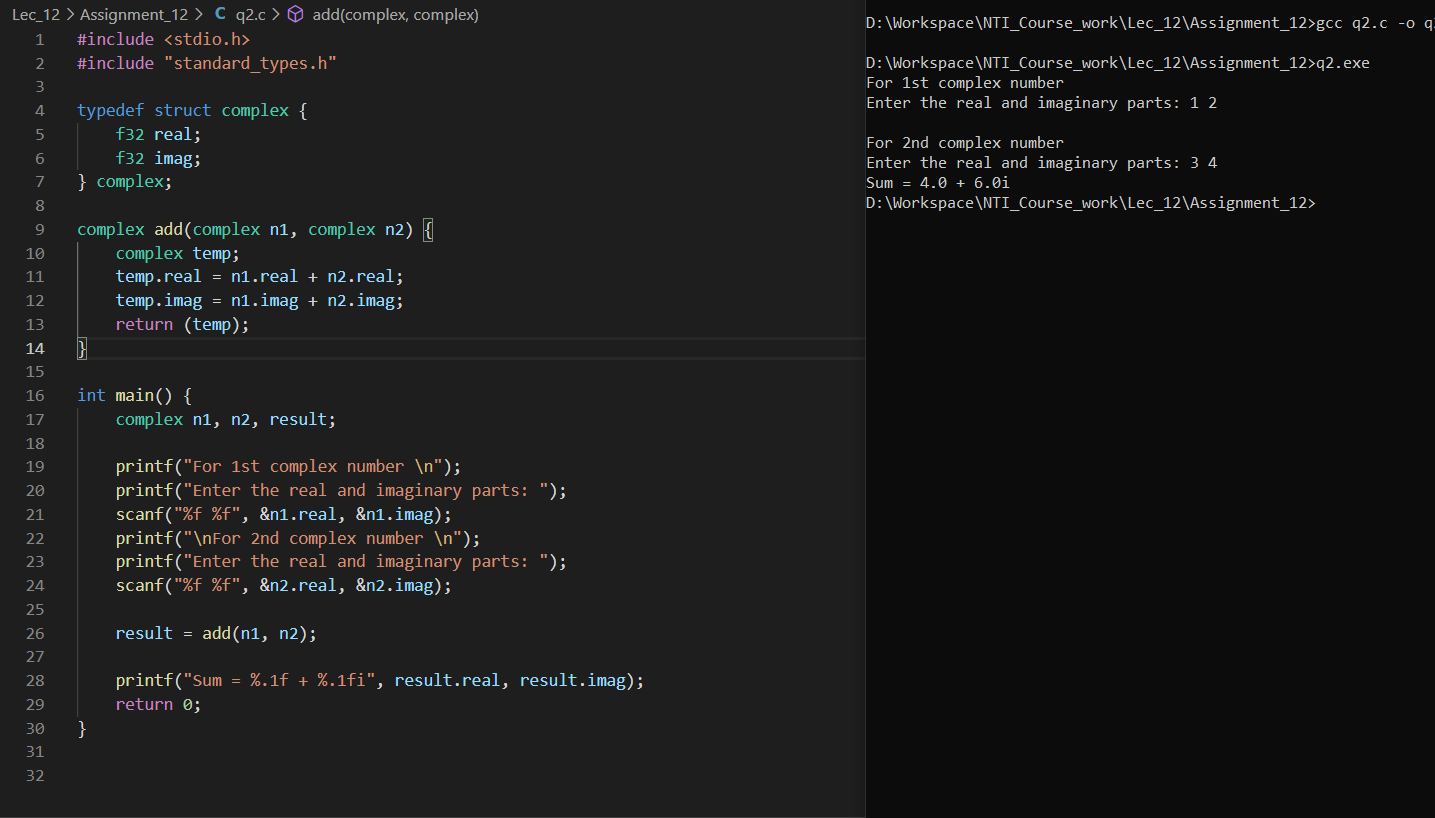 Lec_12 > Assignment_12 > C q2.c > add(complex, complex)
1 #include <stdio.h>
2 #include "standard_types.h"
3
4 typedef struct complex {
5     f32 real;
6     f32 imag;
7 } complex;
8
9 complex add(complex n1, complex n2) {
10     complex temp;
11     temp.real = n1.real + n2.real;
12     temp.imag = n1.imag + n2.imag;
13     return (temp);
14 }
15
16 int main() {
17     complex n1, n2, result;
18
19     printf("For 1st complex number \n");
20     printf("Enter the real and imaginary parts: ");
21     scanf("%f %f", &n1.real, &n1.imag);
22     printf("\nFor 2nd complex number \n");
23     printf("Enter the real and imaginary parts: ");
24     scanf("%f %f", &n2.real, &n2.imag);
25
26     result = add(n1, n2);
27
28     printf("Sum = %.1f + %.1fi", result.real, result.imag);
29     return 0;
30 }
31
32
D:\Workspace\NTI_Course_work\Lec_12\Assignment_12>gcc q2.c -o
D:\Workspace\NTI_Course_work\Lec_12\Assignment_12>q2.exe
For 1st complex number
Enter the real and imaginary parts: 1 2
For 2nd complex number
Enter the real and imaginary parts: 3 4
Sum = 4.0 + 6.0i
D:\Workspace\NTI_Course_work\Lec_12\Assignment_12>